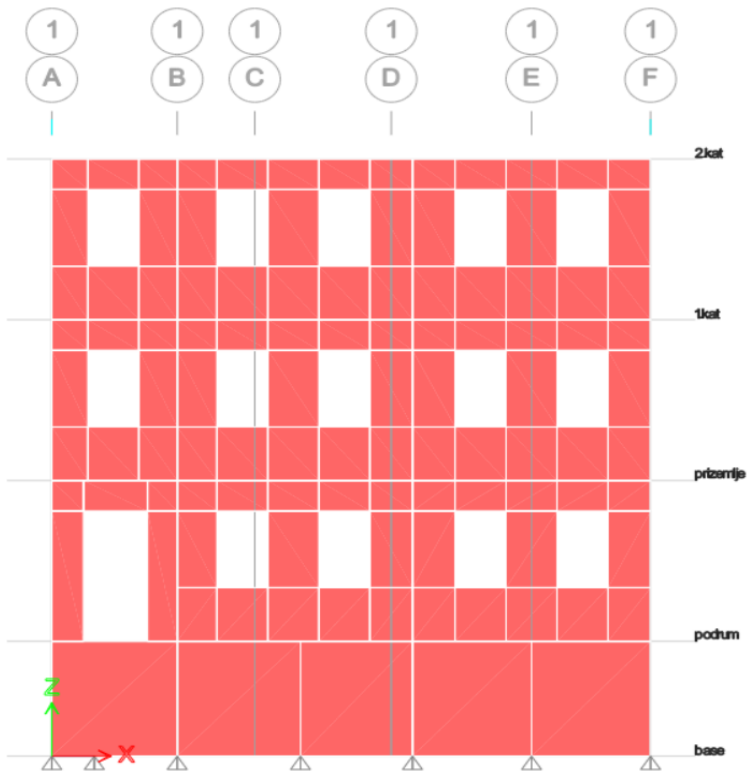 1 1 1 1 1 1
A B C D E F
2.kat
1.kat
prizemlje
podrum
Z
X
base